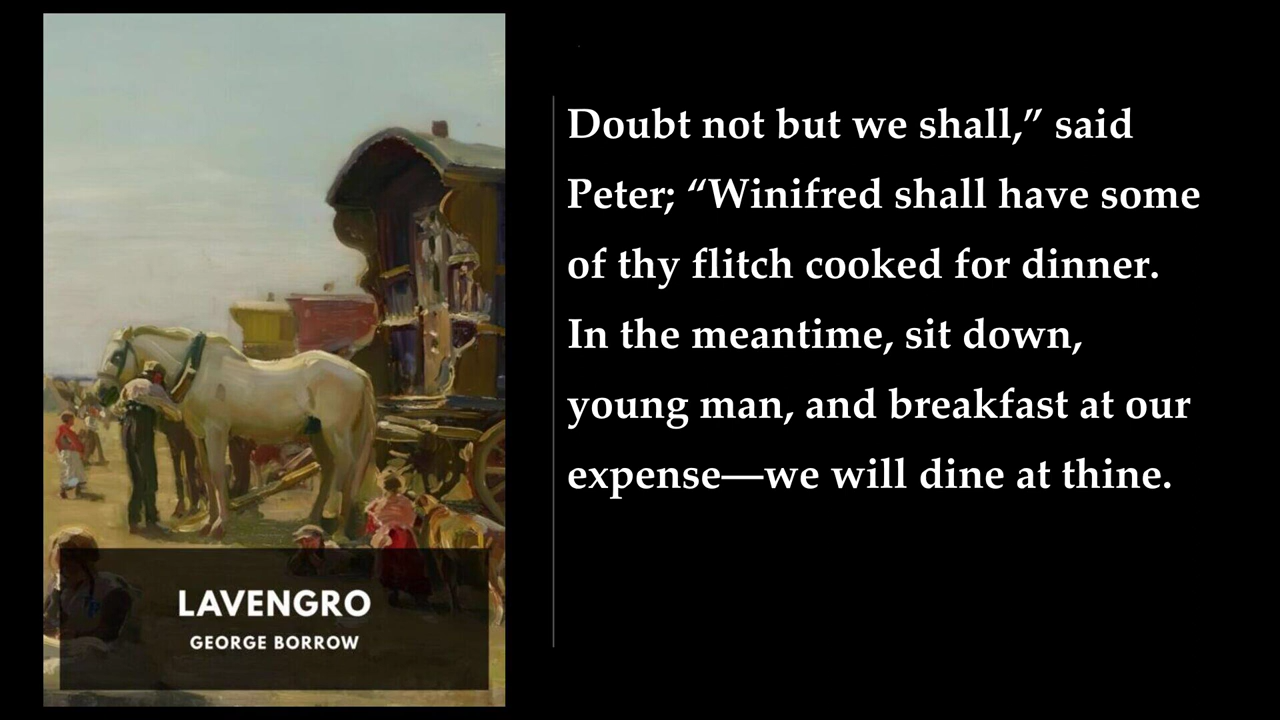 LAVENGRO
GEORGE BORROW
Doubt not but we shall,” said
Peter; “Winifred shall have some
of thy flitch cooked for dinner.
In the meantime, sit down,
young man, and breakfast at our
expense—we will dine at thine.